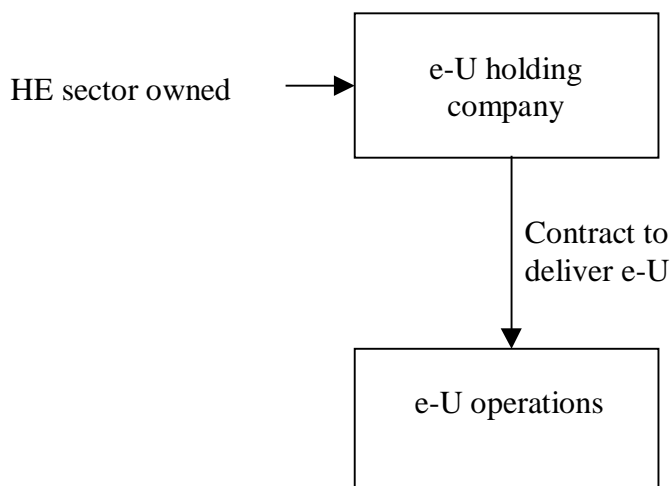 HE sector owned
e-U holding
company
Contract to
deliver e-U
e-U operations